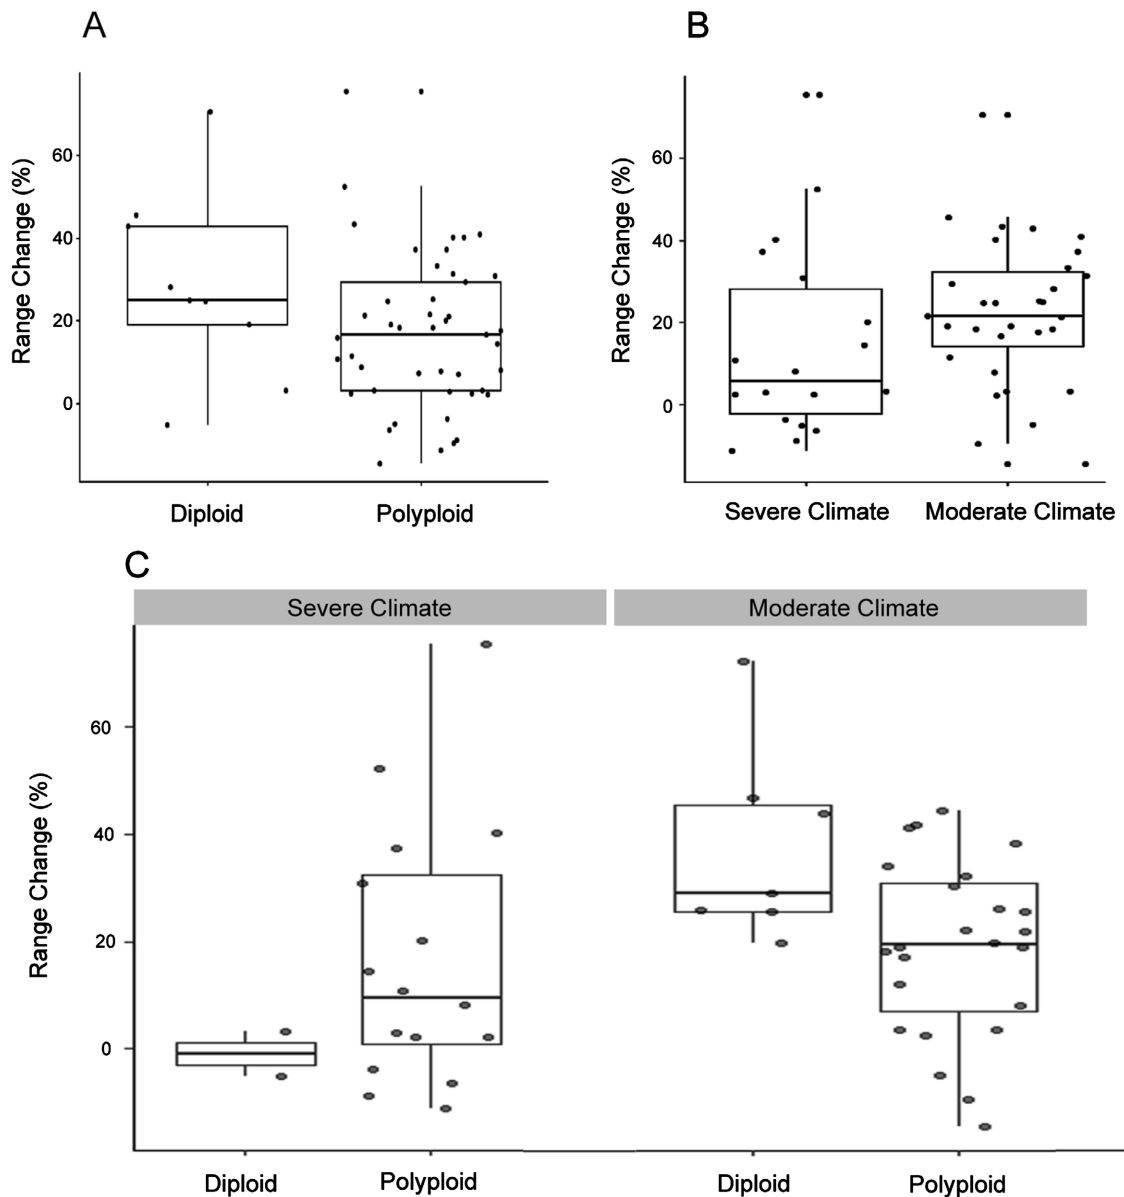 A
B
Range Change (%)
60
40
20
0
Diploid
Polyploid
Range Change (%)
60
40
20
0
Severe Climate
Moderate Climate
C
Severe Climate
Moderate Climate
Range Change (%)
60
40
20
0
Diploid
Polyploid
Diploid
Polyploid